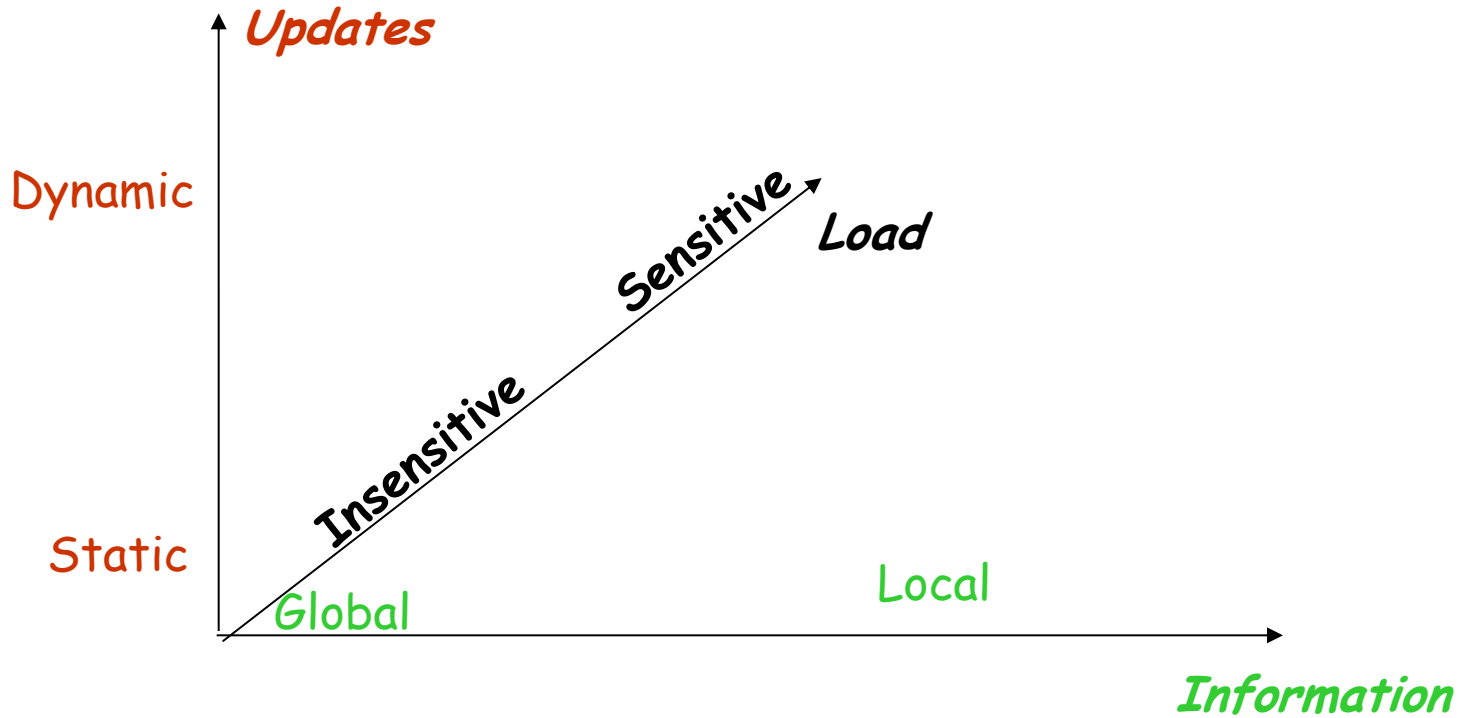 Updates
Dynamic
Sensitive
Load
Insensitive
Static
Global
Local
Information